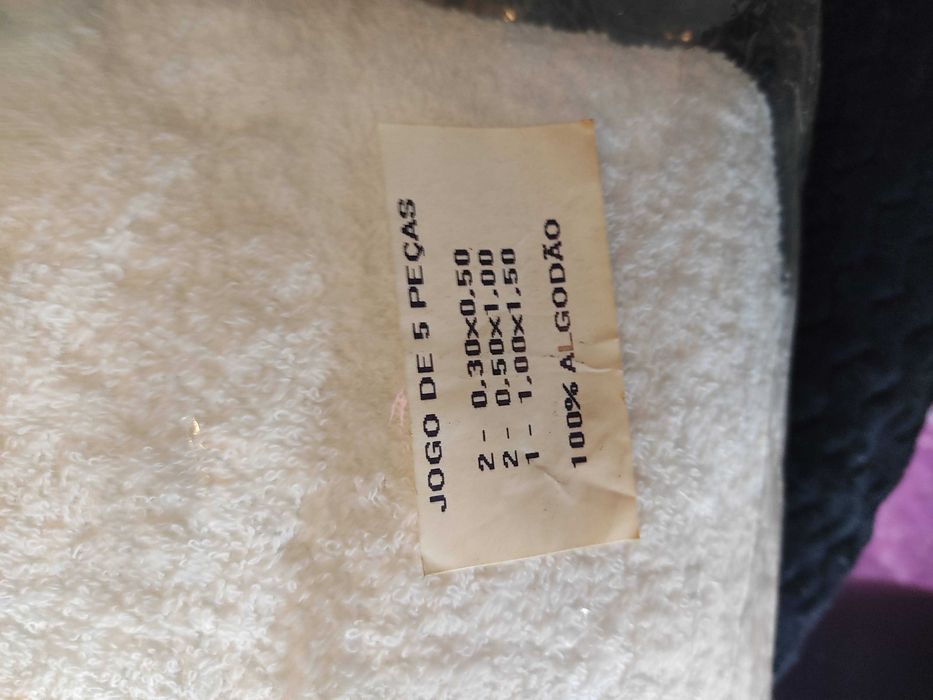 JOGO DE 5 PEÇAS
2 - 0,30x0,50
2 - 0,50x1,00
1 - 1,00x1,50
100% ALGODÃO